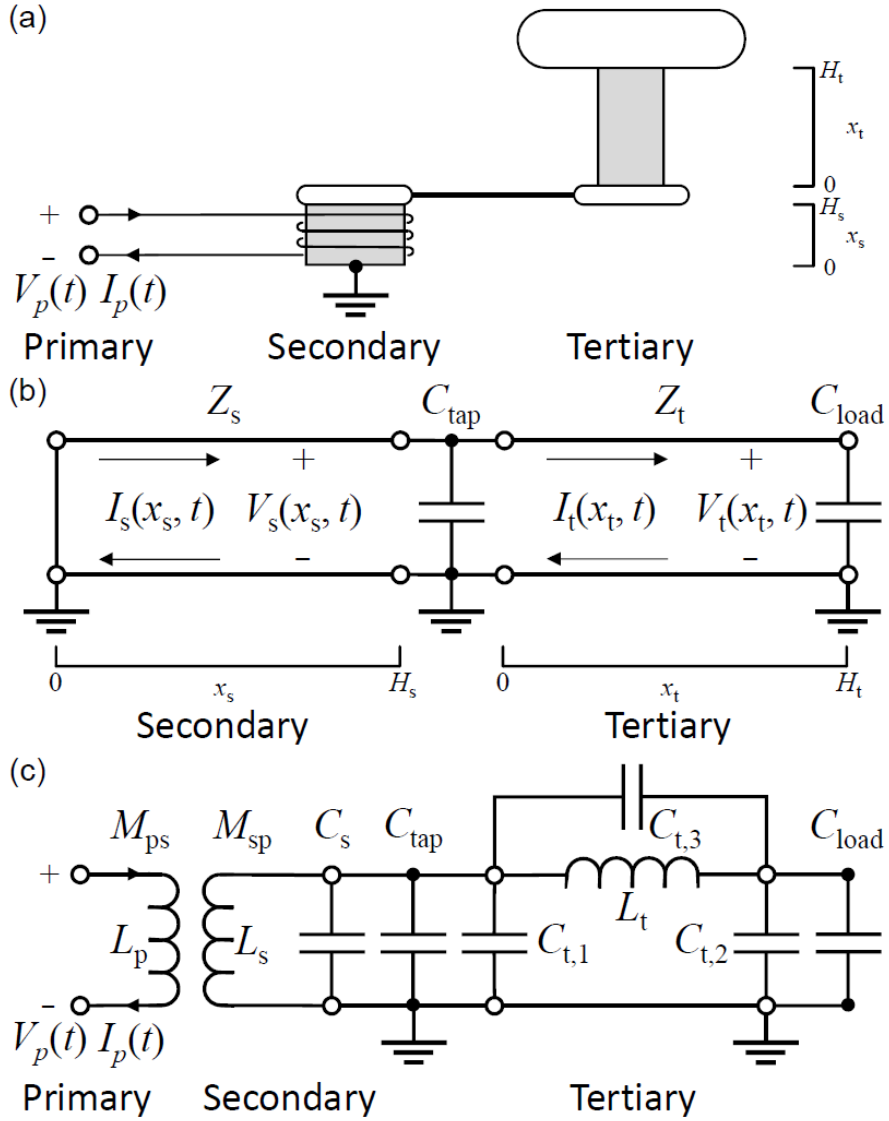 (a)
H_t
x_t
0
+
H_s
−
x_s
0
V_p(t) I_p(t)
Primary Secondary Tertiary
(b)
Z_s C_tap Z_t C_load
+ +
I_s(x_s, t) V_s(x_s, t) I_t(x_t, t) V_t(x_t, t)
− −
0 x_s H_s 0 x_t H_t
Secondary Tertiary
(c)
M_ps M_sp C_s C_tap C_t,3 C_load
+
L_p L_s C_t,1 L_t C_t,2
−
V_p(t) I_p(t)
Primary Secondary Tertiary